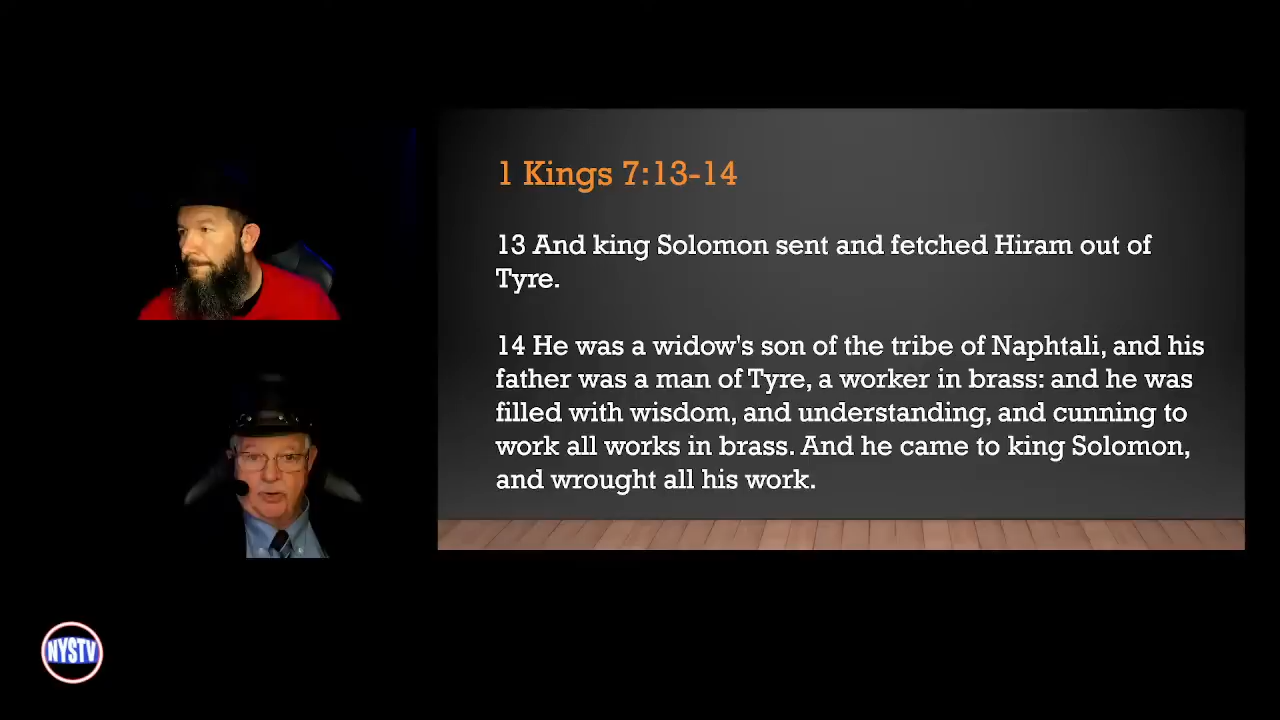 1 Kings 7:13-14
13 And king Solomon sent and fetched Hiram out of
Tyre.
14 He was a widow's son of the tribe of Naphtali, and his
father was a man of Tyre, a worker in brass: and he was
filled with wisdom, and understanding, and cunning to
work all works in brass. And he came to king Solomon,
and wrought all his work.
NYSTV